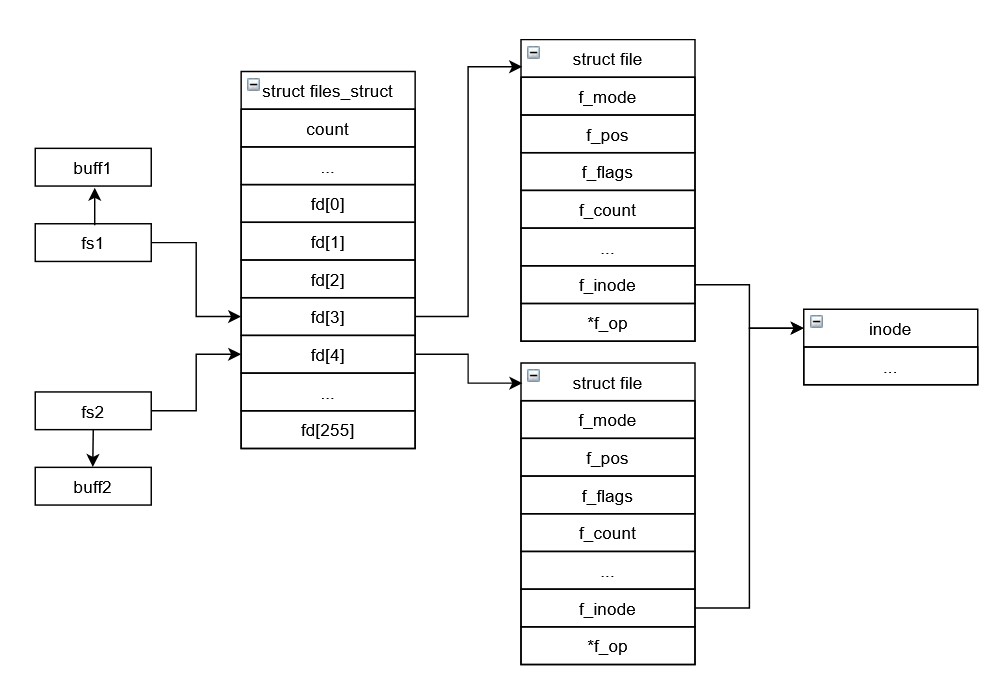 buff1
fs1
fs2
buff2
struct files_struct
count
...
fd[0]
fd[1]
fd[2]
fd[3]
fd[4]
...
fd[255]
struct file
f_mode
f_pos
f_flags
f_count
...
f_inode
*f_op
struct file
f_mode
f_pos
f_flags
f_count
...
f_inode
*f_op
inode
...